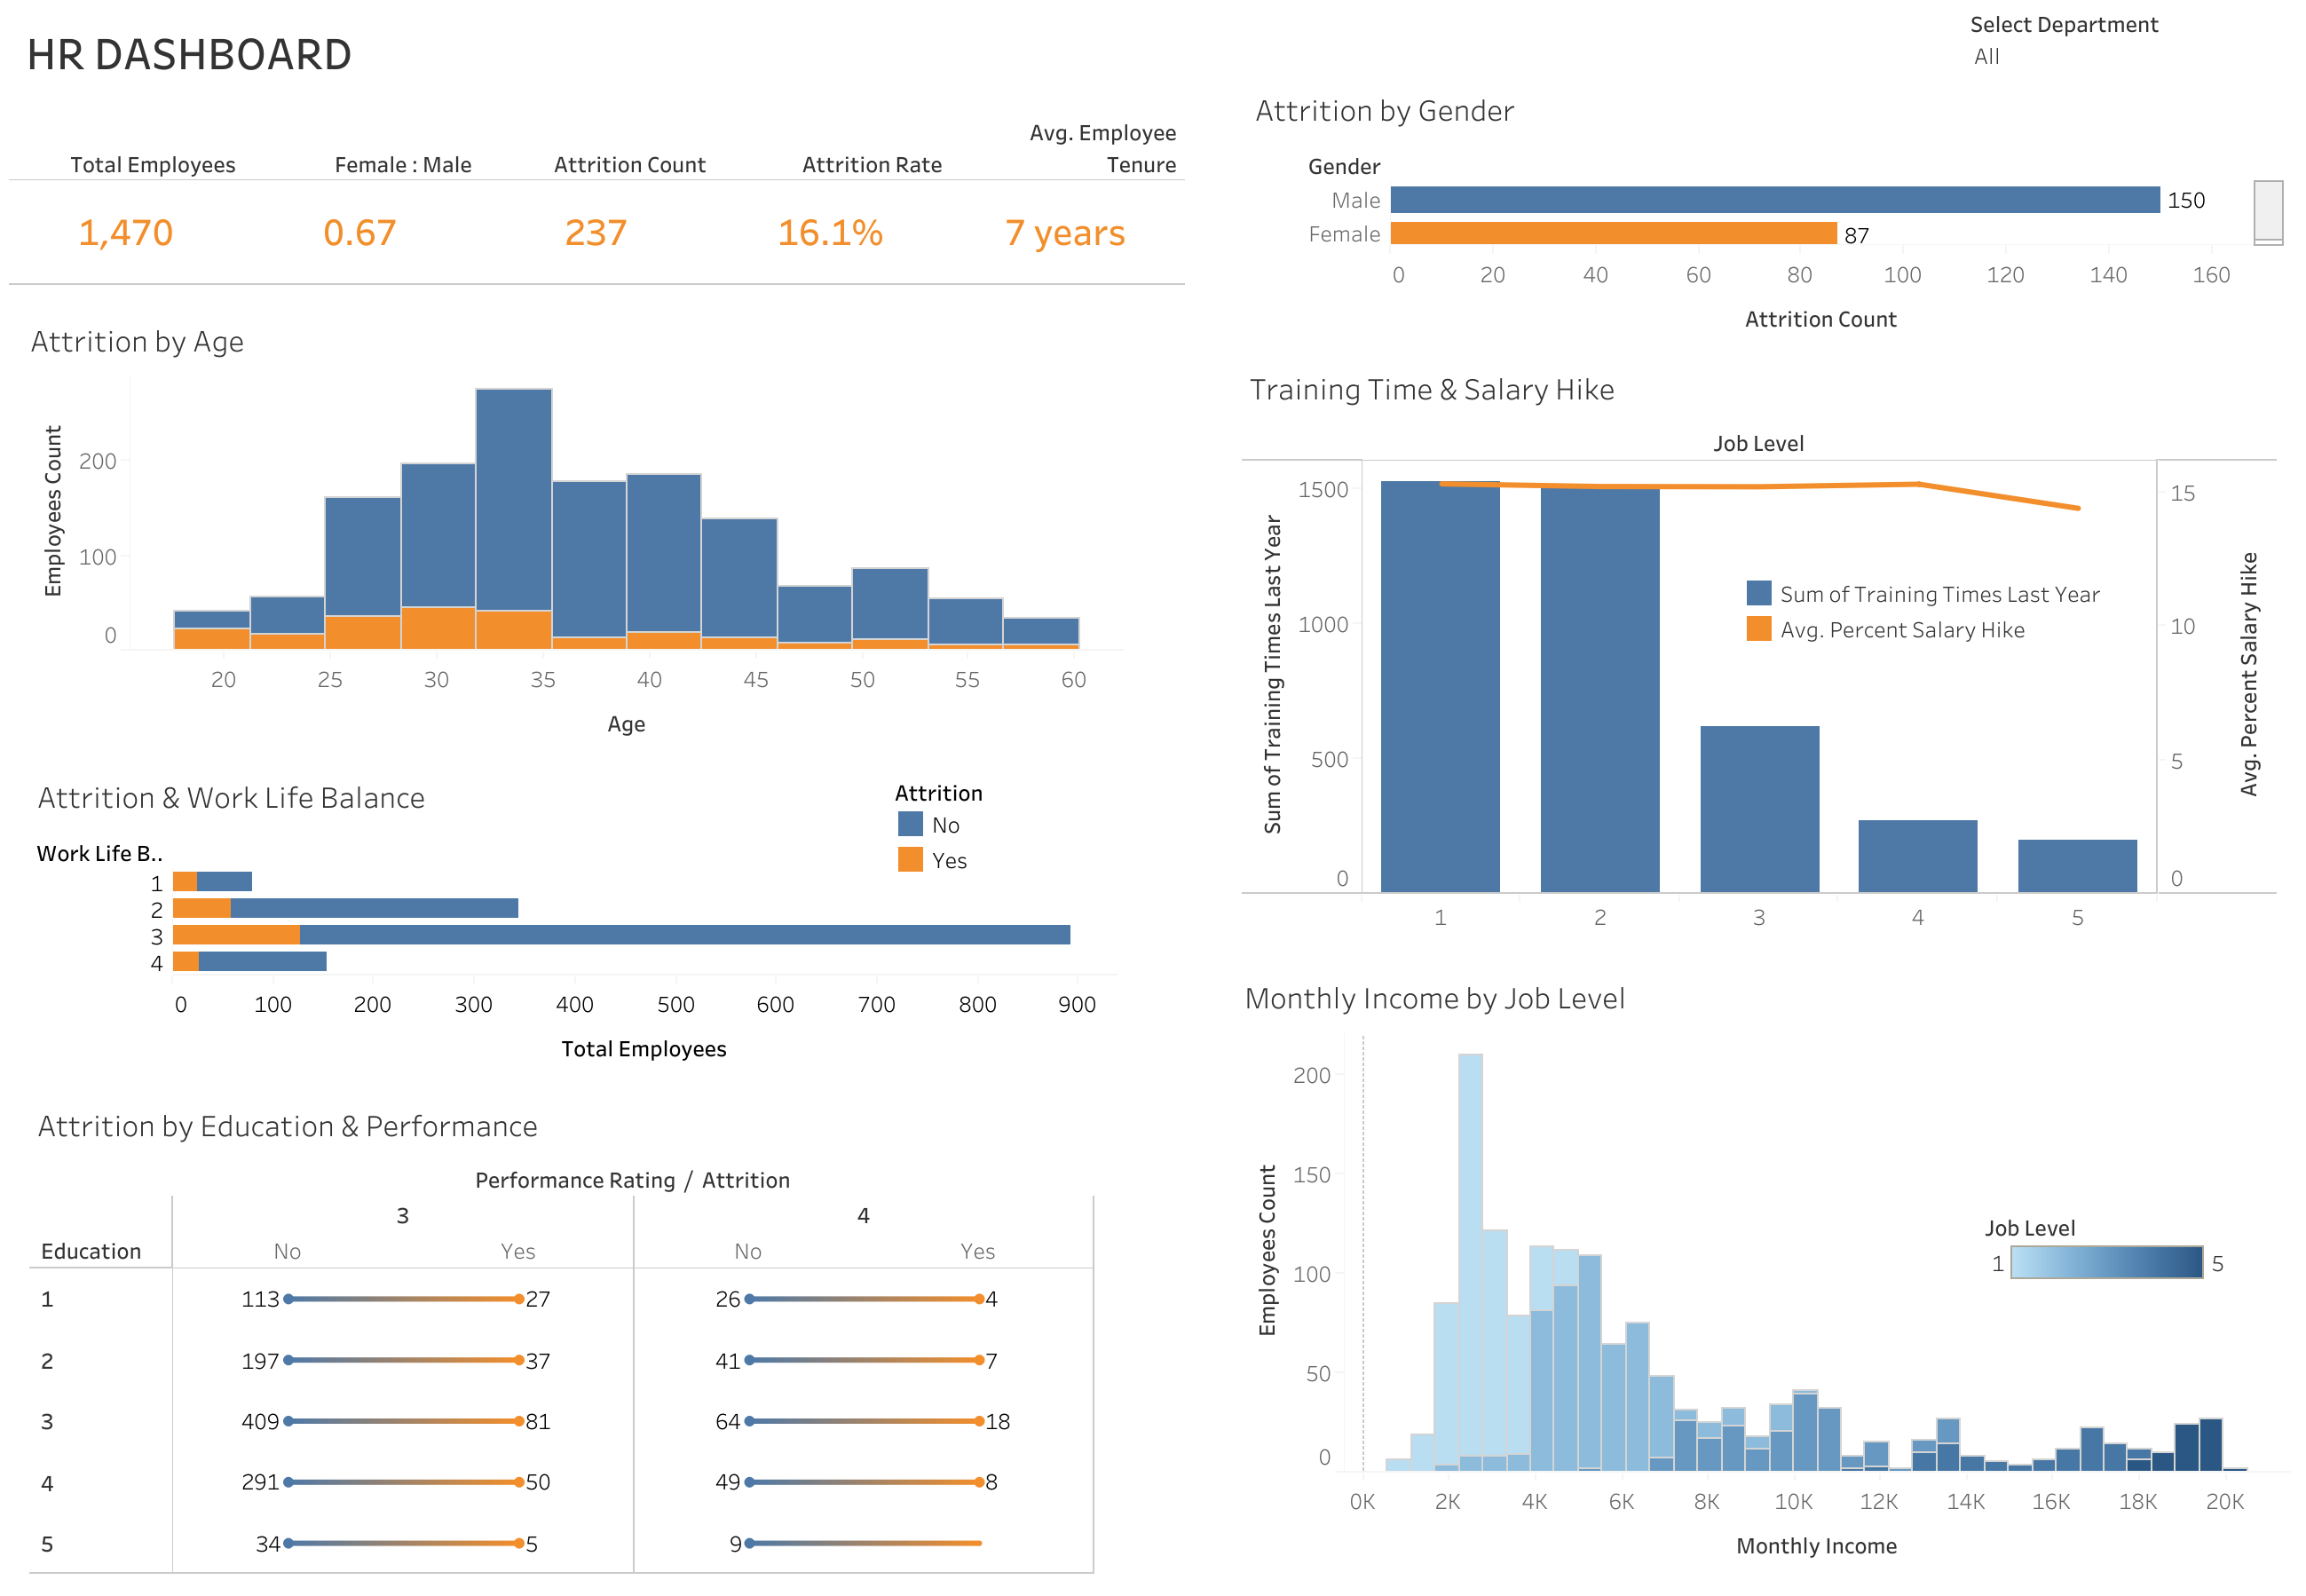 HR DASHBOARD
Select Department
All
Total Employees Female : Male Attrition Count Attrition Rate Avg. Employee Tenure
1,470 0.67 237 16.1% 7 years
Attrition by Gender
Gender
Male 150
Female 87
0 20 40 60 80 100 120 140 160
Attrition Count
Attrition by Age
Employees Count
200
100
0
20 25 30 35 40 45 50 55 60
Age
Training Time & Salary Hike
Job Level
Sum of Training Times Last Year
1500
1000
500
0
Sum of Training Times Last Year
Avg. Percent Salary Hike
15
10
5
0
Avg. Percent Salary Hike
1 2 3 4 5
Attrition & Work Life Balance
Attrition
No
Yes
Work Life B..
1
2
3
4
0 100 200 300 400 500 600 700 800 900
Total Employees
Attrition by Education & Performance
Performance Rating / Attrition
3 4
Education No Yes No Yes
1 113 27 26 4
2 197 37 41 7
3 409 81 64 18
4 291 50 49 8
5 34 5 9
Monthly Income by Job Level
Employees Count
200
150
100
50
0
Job Level
1 5
0K 2K 4K 6K 8K 10K 12K 14K 16K 18K 20K
Monthly Income